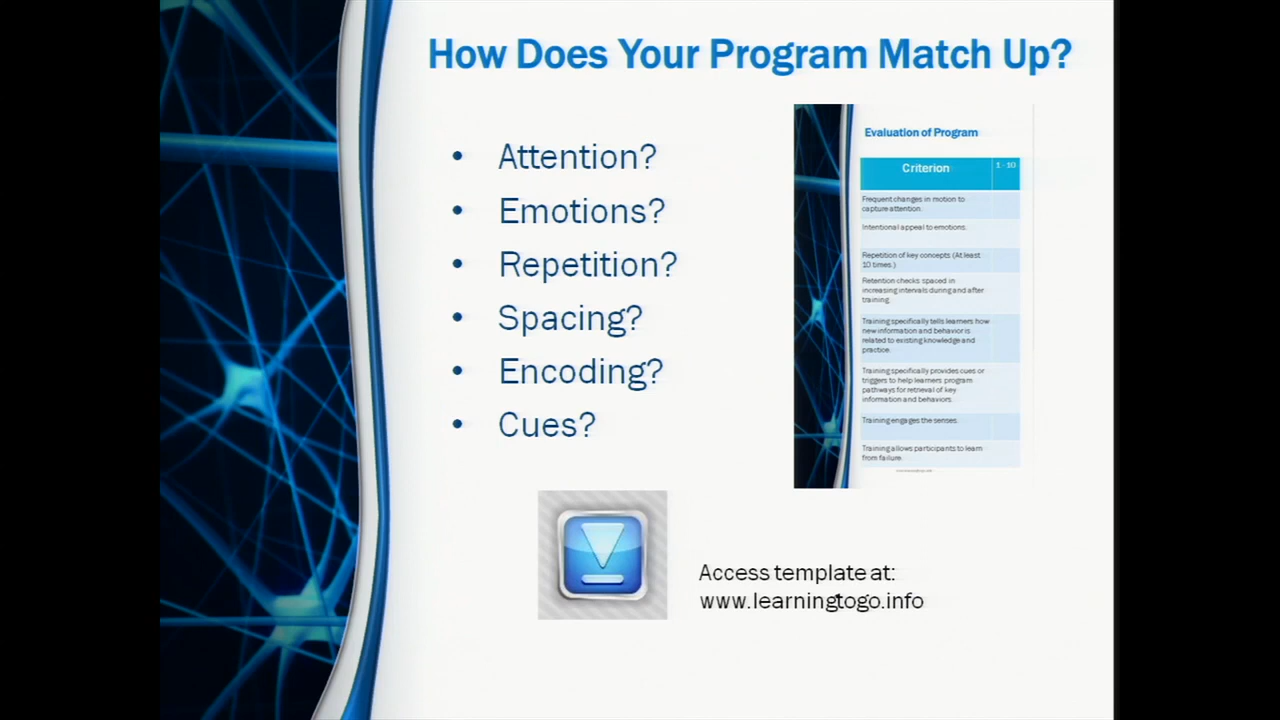 How Does Your Program Match Up?
• Attention?
• Emotions?
• Repetition?
• Spacing?
• Encoding?
• Cues?
Evaluation of Program
Criterion 1 - 10
Frequent changes in motion to
capture attention.
Intentional appeal to emotions.
Repetition of key concepts (At least
10 times.)
Retention checks spaced in
increasing intervals during and after
training.
Training specifically tells learners how
new information and behavior is
related to existing knowledge and
practice.
Training specifically provides cues or
triggers to help learners program
pathways for retrieval of key
information and behaviors.
Training engages the senses.
Training allows participants to learn
from failure.
Access template at:
www.learningtogo.info